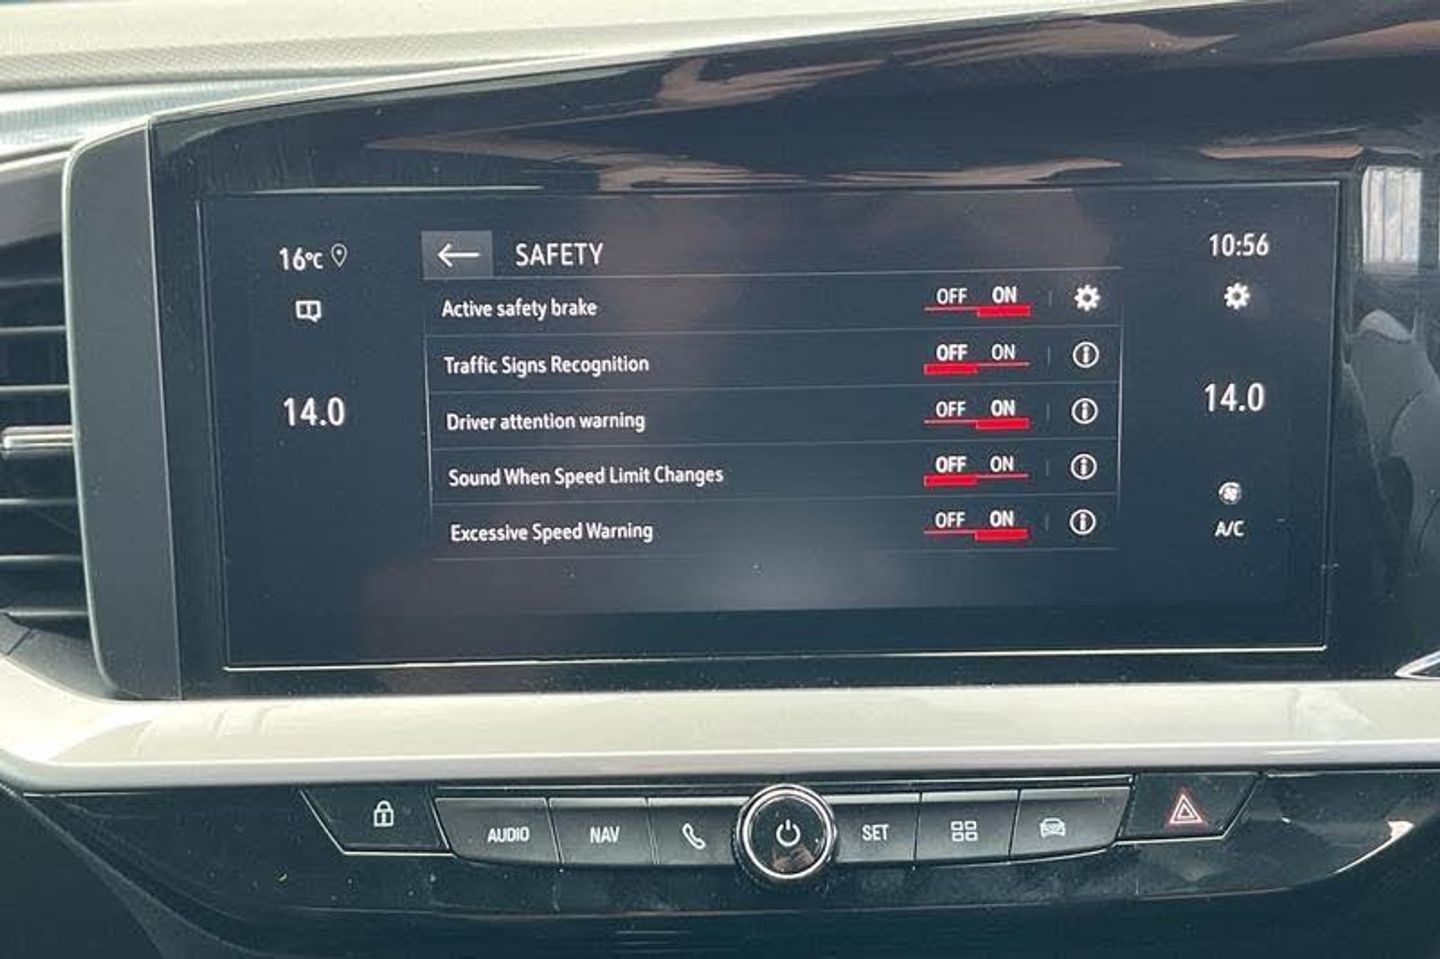 16°C
SAFETY
10:56
Active safety brake OFF ON
Traffic Signs Recognition OFF ON
14.0
14.0
Driver attention warning OFF ON
Sound When Speed Limit Changes OFF ON
Excessive Speed Warning OFF ON
A/C
AUDIO NAV SET